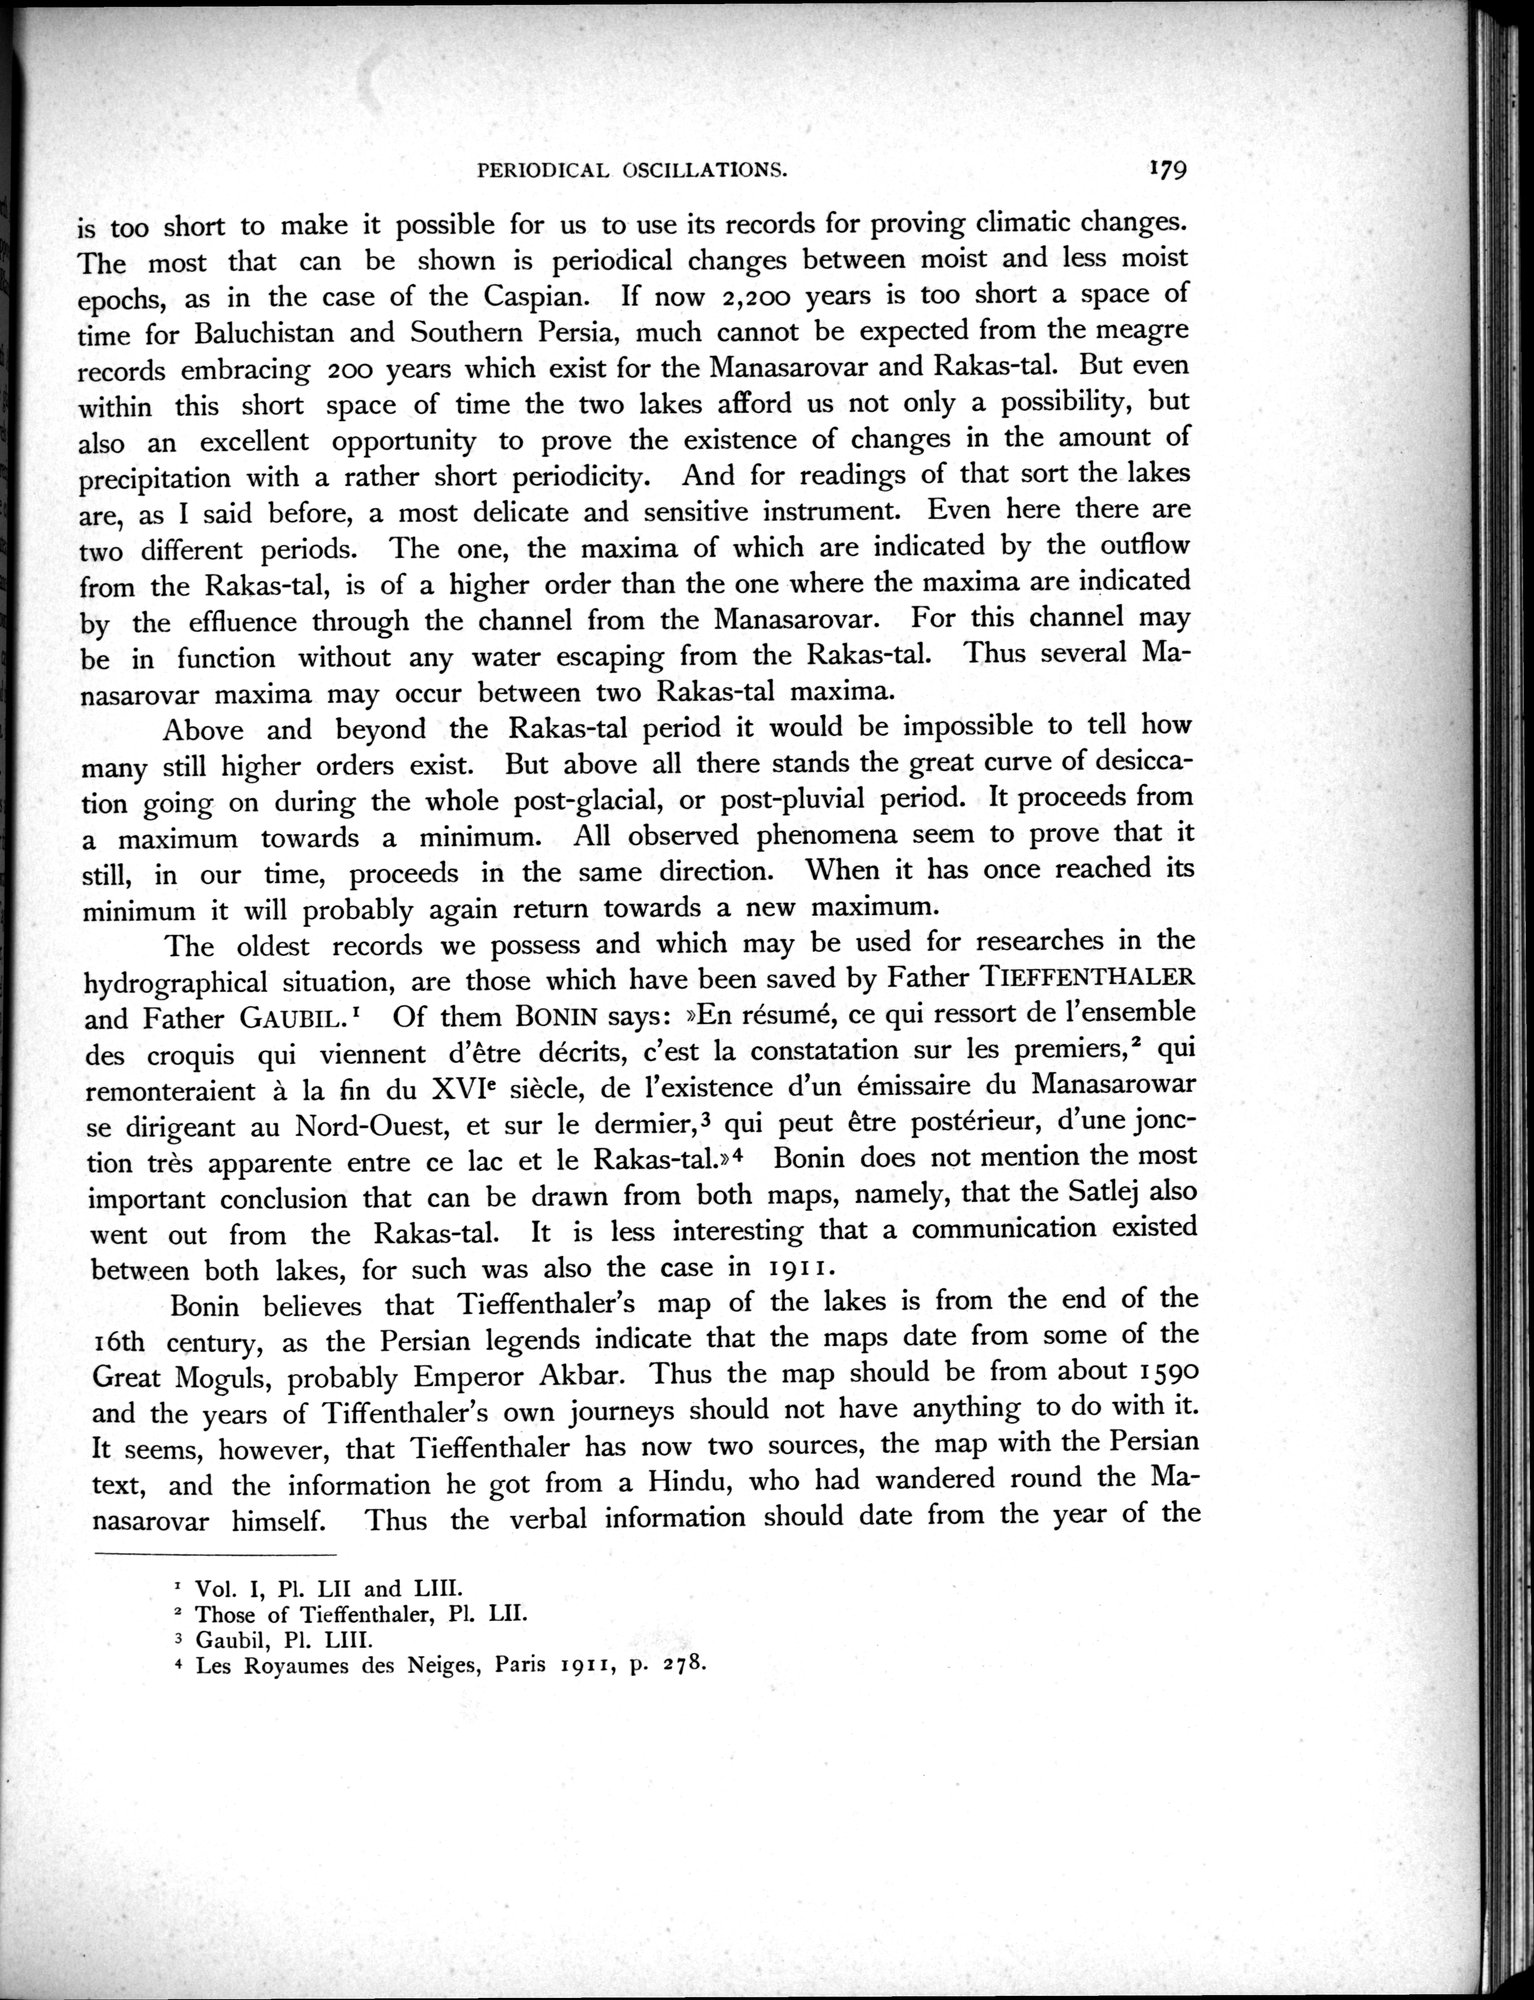 PERIODICAL OSCILLATIONS. 179
is too short to make it possible for us to use its records for proving climatic changes.
The most that can be shown is periodical changes between moist and less moist
epochs, as in the case of the Caspian. If now 2,200 years is too short a space of
time for Baluchistan and Southern Persia, much cannot be expected from the meagre
records embracing 200 years which exist for the Manasarovar and Rakas-tal. But even
within this short space of time the two lakes afford us not only a possibility, but
also an excellent opportunity to prove the existence of changes in the amount of
precipitation with a rather short periodicity. And for readings of that sort the lakes
are, as I said before, a most delicate and sensitive instrument. Even here there are
two different periods. The one, the maxima of which are indicated by the outflow
from the Rakas-tal, is of a higher order than the one where the maxima are indicated
by the effluence through the channel from the Manasarovar. For this channel may
be in function without any water escaping from the Rakas-tal. Thus several Ma-
nasarovar maxima may occur between two Rakas-tal maxima.
Above and beyond the Rakas-tal period it would be impossible to tell how
many still higher orders exist. But above all there stands the great curve of desicca-
tion going on during the whole post-glacial, or post-pluvial period. It proceeds from
a maximum towards a minimum. All observed phenomena seem to prove that it
still, in our time, proceeds in the same direction. When it has once reached its
minimum it will probably again return towards a new maximum.
The oldest records we possess and which may be used for researches in the
hydrographical situation, are those which have been saved by Father TIEFFENTHALER
and Father GAUBIL.¹ Of them BONIN says: »En résumé, ce qui ressort de l'ensemble
des croquis qui viennent d'être décrits, c'est la constatation sur les premiers,² qui
remonteraient à la fin du XVIᵉ siècle, de l'existence d'un émissaire du Manasarowar
se dirigeant au Nord-Ouest, et sur le dermier,³ qui peut être postérieur, d'une jonc-
tion très apparente entre ce lac et le Rakas-tal.»⁴ Bonin does not mention the most
important conclusion that can be drawn from both maps, namely, that the Satlej also
went out from the Rakas-tal. It is less interesting that a communication existed
between both lakes, for such was also the case in 1911.
Bonin believes that Tieffenthaler's map of the lakes is from the end of the
16th century, as the Persian legends indicate that the maps date from some of the
Great Moguls, probably Emperor Akbar. Thus the map should be from about 1590
and the years of Tiffenthaler's own journeys should not have anything to do with it.
It seems, however, that Tieffenthaler has now two sources, the map with the Persian
text, and the information he got from a Hindu, who had wandered round the Ma-
nasarovar himself. Thus the verbal information should date from the year of the
¹ Vol. I, Pl. LII and LIII.
² Those of Tieffenthaler, Pl. LII.
³ Gaubil, Pl. LIII.
⁴ Les Royaumes des Neiges, Paris 1911, p. 278.